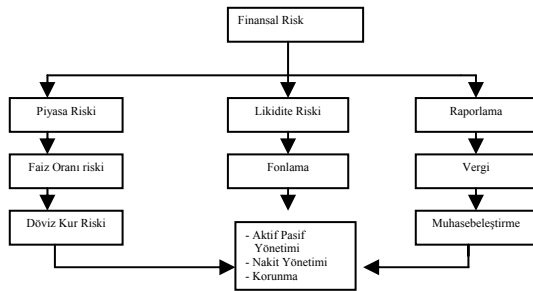 Finansal Risk
Piyasa Riski
Likidite Riski
Raporlama
Faiz Oranı riski
Fonlama
Vergi
Döviz Kur Riski
- Aktif Pasif
Yönetimi
- Nakit Yönetimi
- Korunma
Muhasebeleştirme